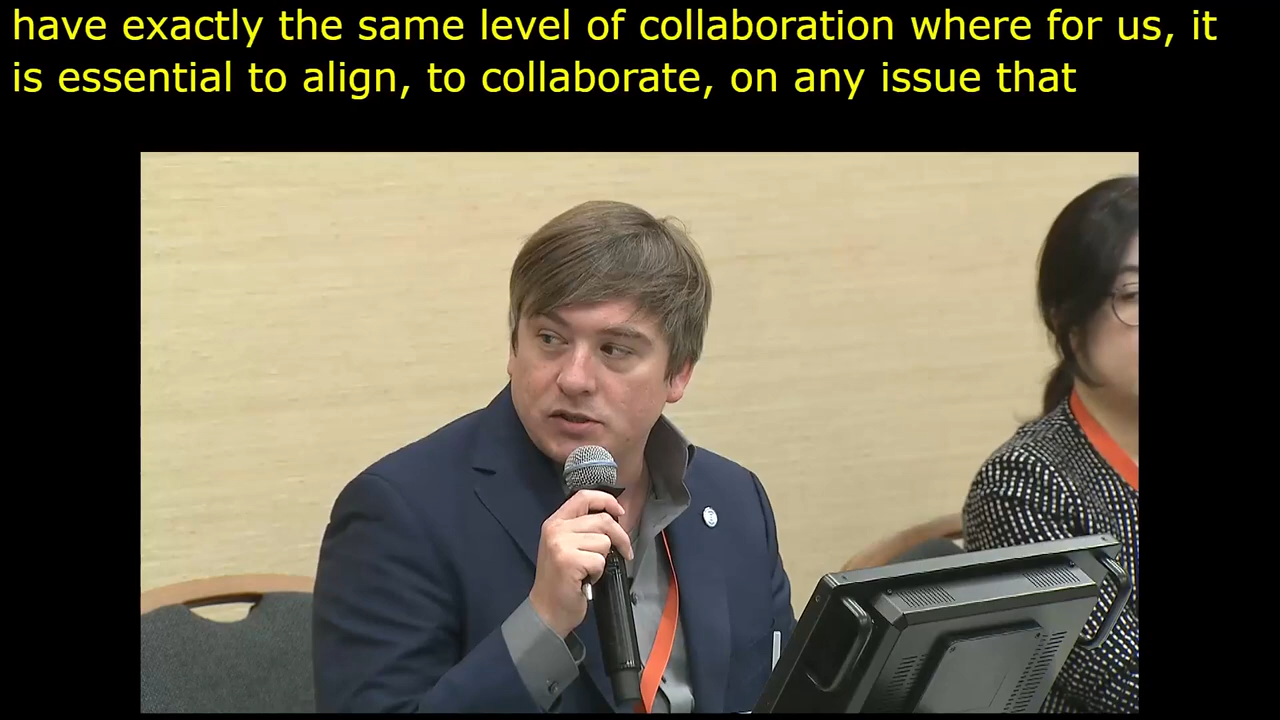 have exactly the same level of collaboration where for us, it
is essential to align, to collaborate, on any issue that